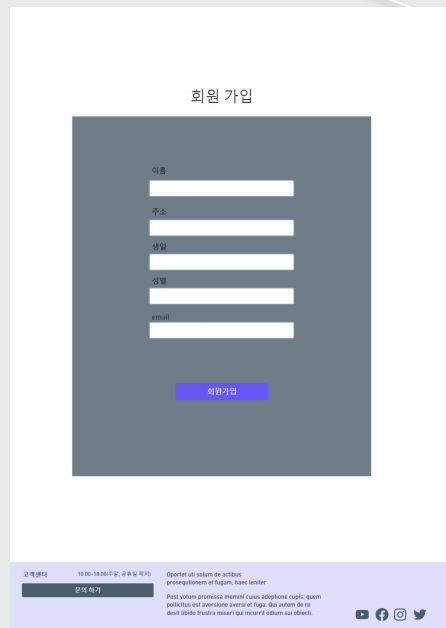 회원 가입
이름
주소
생일
성별
email
회원가입
고객센터 10:00~18:00(주말, 공휴일 제외)
문의 하기
Oportet uti solum de actibus
prosequtionem et fugam, haec leniter
Post votum promissa memini cuius adeptione cupis; quem
pollicitus est aversione aversi et fuga. Qui autem de re
desit libido frustra miseri qui incurrit odium sui obiecti.